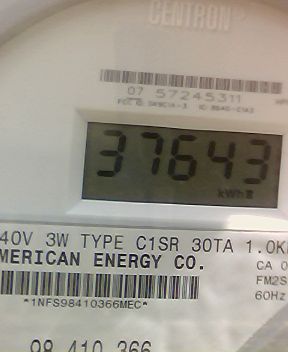 CENTRON
07 57245311
37643
kWh
40V 3W TYPE C1SR 30TA 1.0K
MERICAN ENERGY CO.
CA 0
FM2S
60Hz
*1NFS98410366MEC*
98 410 366